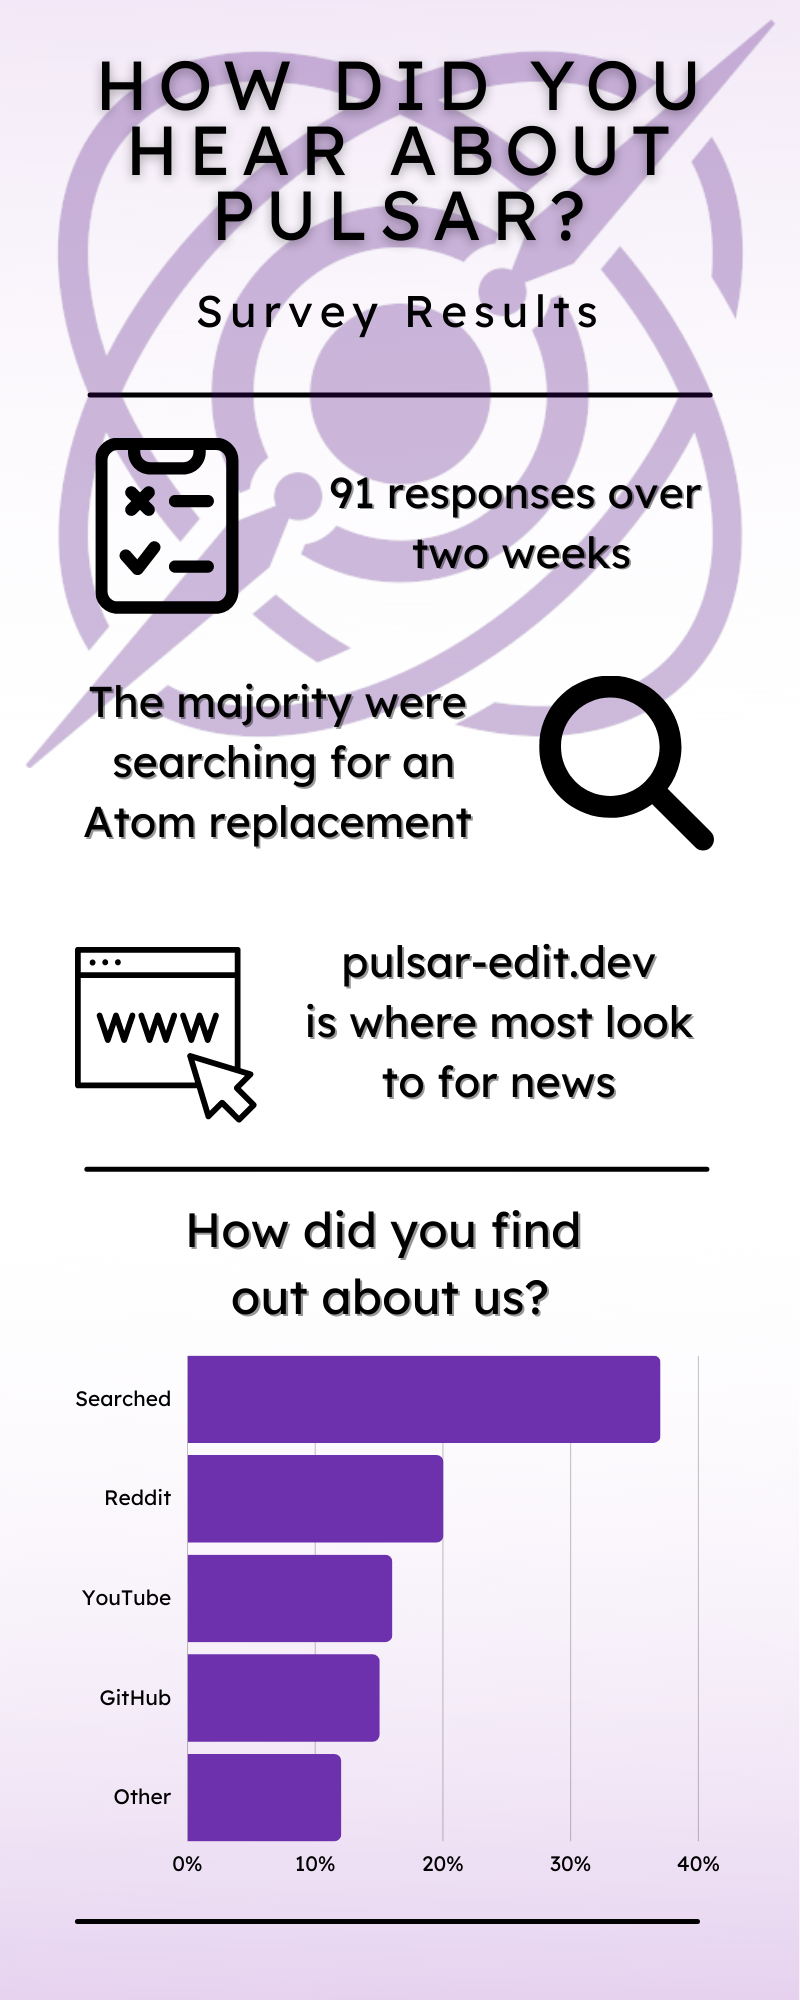 HOW DID YOU
HEAR ABOUT
PULSAR?
Survey Results
91 responses over
two weeks
The majority were
searching for an
Atom replacement
www
pulsar-edit.dev
is where most look
to for news
How did you find
out about us?
Searched
Reddit
YouTube
GitHub
Other
0% 10% 20% 30% 40%